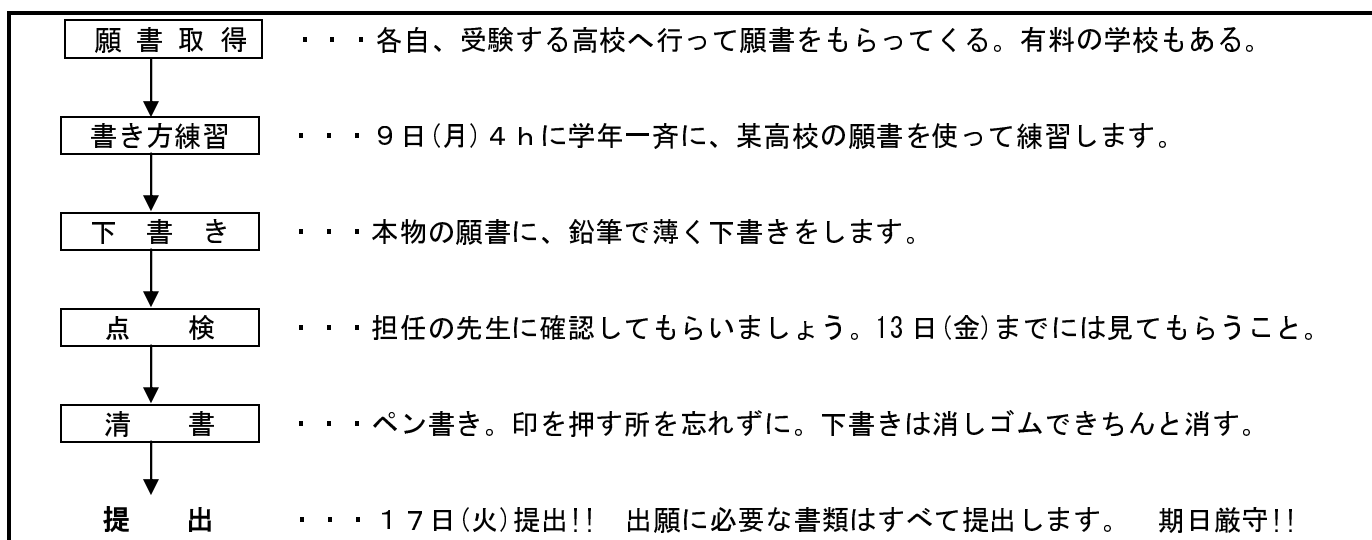 願書取得 ・・・各自、受験する高校へ行って願書をもらってくる。有料の学校もある。
書き方練習 ・・・９日(月)４ｈに学年一斉に、某高校の願書を使って練習します。
下書き ・・・本物の願書に、鉛筆で薄く下書きをします。
点検 ・・・担任の先生に確認してもらいましょう。13日(金)までには見てもらうこと。
清書 ・・・ペン書き。印を押す所を忘れずに。下書きは消しゴムできちんと消す。
提出 ・・・１７日(火)提出!!　出願に必要な書類はすべて提出します。　期日厳守!!